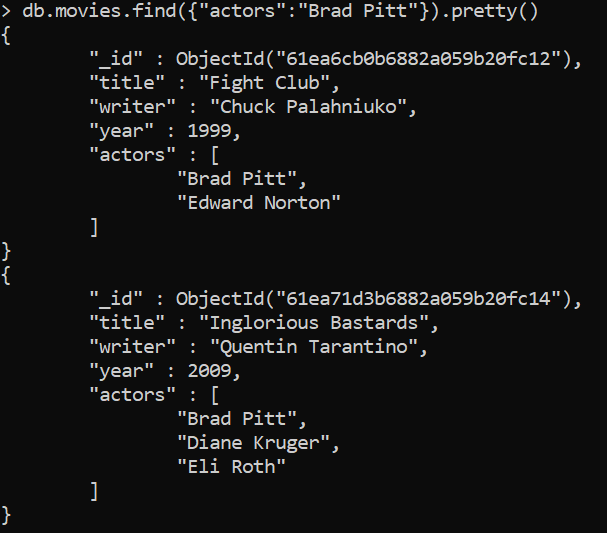 > db.movies.find({"actors":"Brad Pitt"}).pretty()
{
        "_id" : ObjectId("61ea6cb0b6882a059b20fc12"),
        "title" : "Fight Club",
        "writer" : "Chuck Palahniuko",
        "year" : 1999,
        "actors" : [
                "Brad Pitt",
                "Edward Norton"
        ]
}
{
        "_id" : ObjectId("61ea71d3b6882a059b20fc14"),
        "title" : "Inglorious Bastards",
        "writer" : "Quentin Tarantino",
        "year" : 2009,
        "actors" : [
                "Brad Pitt",
                "Diane Kruger",
                "Eli Roth"
        ]
}